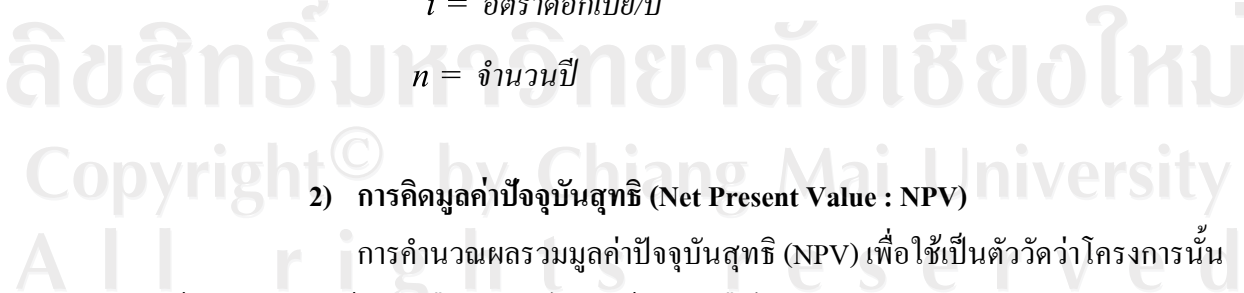 i = อัตราดอกเบี้ย/ปี
n = จำนวนปี
ลิขสิทธิ์มหาวิทยาลัยเชียงใหม่
Copyright© by Chiang Mai University
2) การคิดมูลค่าปัจจุบันสุทธิ (Net Present Value : NPV)
All rights reserved
การคำนวณผลรวมมูลค่าปัจจุบันสุทธิ (NPV) เพื่อใช้เป็นตัววัดว่าโครงการนั้น